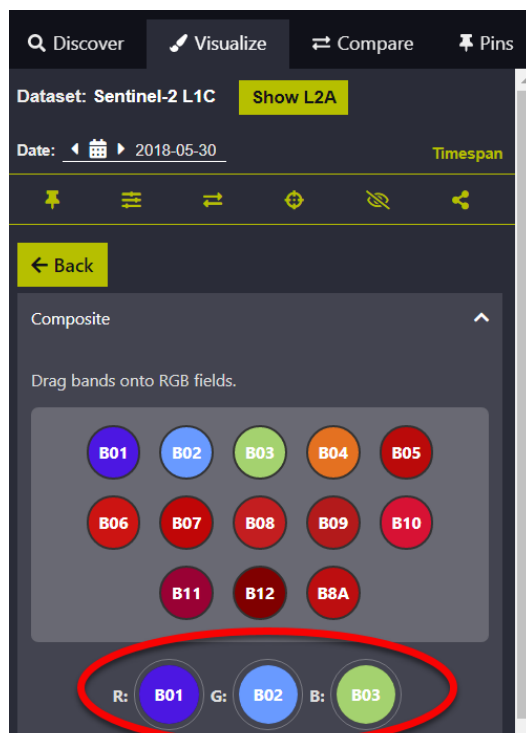 Discover Visualize Compare Pins
Dataset: Sentinel-2 L1C Show L2A
Date: 2018-05-30 Timespan
Back
Composite
Drag bands onto RGB fields.
B01 B02 B03 B04 B05
B06 B07 B08 B09 B10
B11 B12 B8A
R: B01 G: B02 B: B03